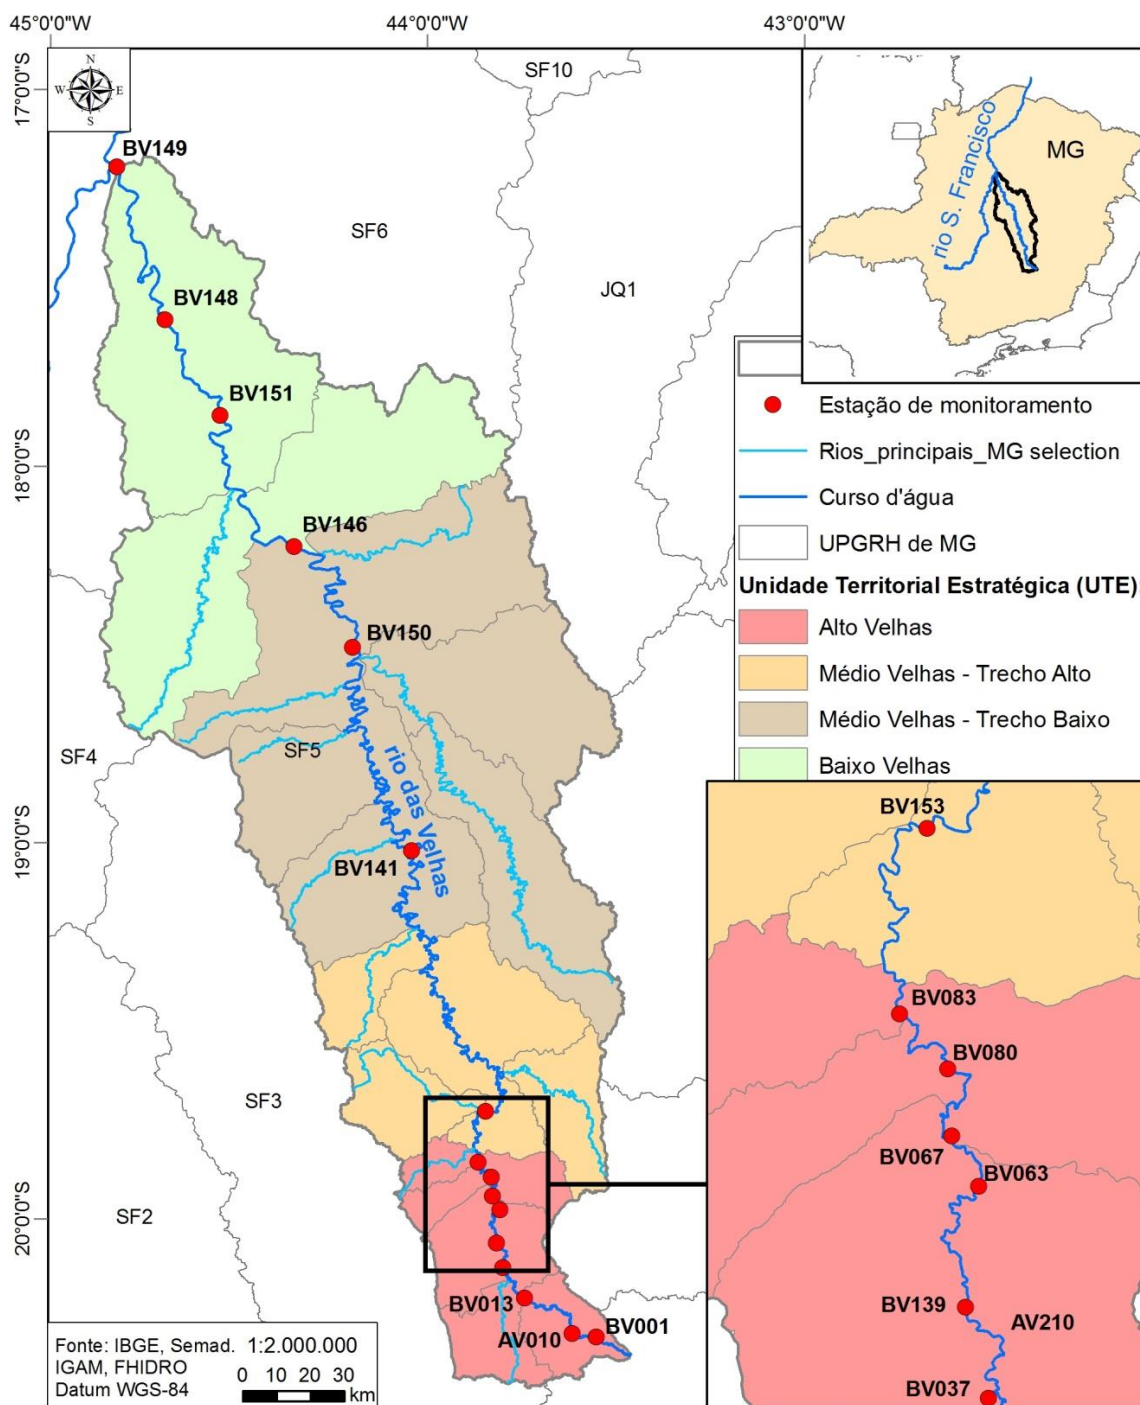 45°0'0"W
44°0'0"W
43°0'0"W
17°0'0"S
18°0'0"S
19°0'0"S
20°0'0"S
N
W
E
S
SF10
BV149
SF6
BV148
JQ1
BV151
BV146
BV150
SF4
SF5
rio das Velhas
BV141
SF3
SF2
BV013
AV010
BV001
rio S. Francisco
MG
Estação de monitoramento
Rios_principais_MG selection
Curso d'água
UPGRH de MG
Unidade Territorial Estratégica (UTE)
Alto Velhas
Médio Velhas - Trecho Alto
Médio Velhas - Trecho Baixo
Baixo Velhas
BV153
BV083
BV080
BV067
BV063
BV139
AV210
BV037
Fonte: IBGE, Semad. 1:2.000.000
IGAM, FHIDRO
Datum WGS-84
0 10 20 30
km